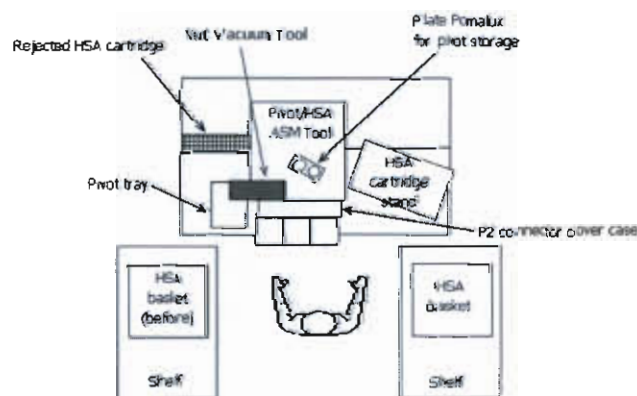 Plate Pomalux
for pivot storage
Nut Vacuum Tool
Rejected HSA cartridge
Pivot/HSA
ASM Tool
HSA
cartridge
stand
Pivot tray
P2 connector cover case
HSA
basket
(before)
HSA
basket
Shelf
Shelf